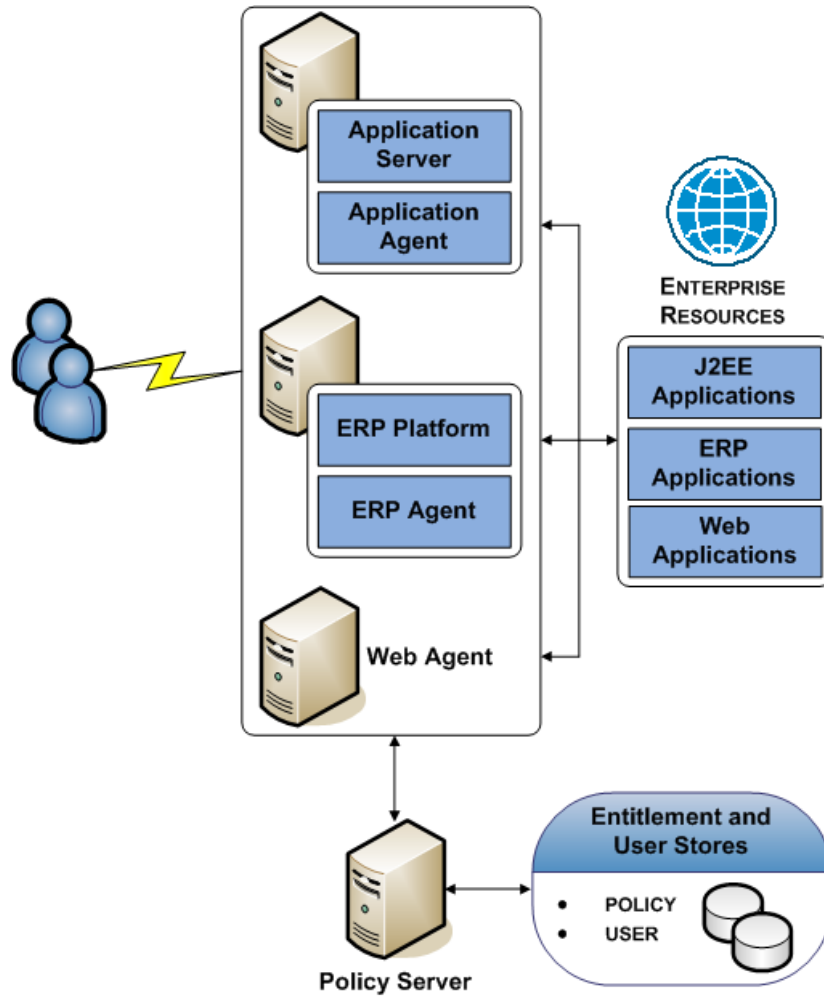 Application
Server
Application
Agent
ENTERPRISE
RESOURCES
J2EE
Applications
ERP Platform
ERP
Applications
ERP Agent
Web
Applications
Web Agent
Entitlement and
User Stores
• POLICY
• USER
Policy Server